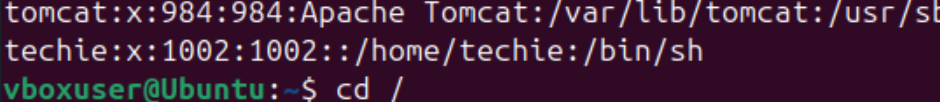 tomcat:x:984:984:Apache Tomcat:/var/lib/tomcat:/usr/sb
techie:x:1002:1002::/home/techie:/bin/sh
vboxuser@Ubuntu:~$ cd /